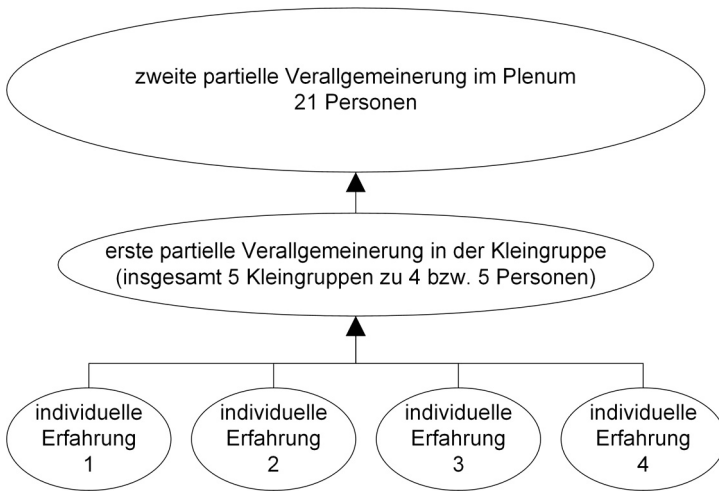 zweite partielle Verallgemeinerung im Plenum
21 Personen
erste partielle Verallgemeinerung in der Kleingruppe
(insgesamt 5 Kleingruppen zu 4 bzw. 5 Personen)
individuelle
Erfahrung
1
individuelle
Erfahrung
2
individuelle
Erfahrung
3
individuelle
Erfahrung
4